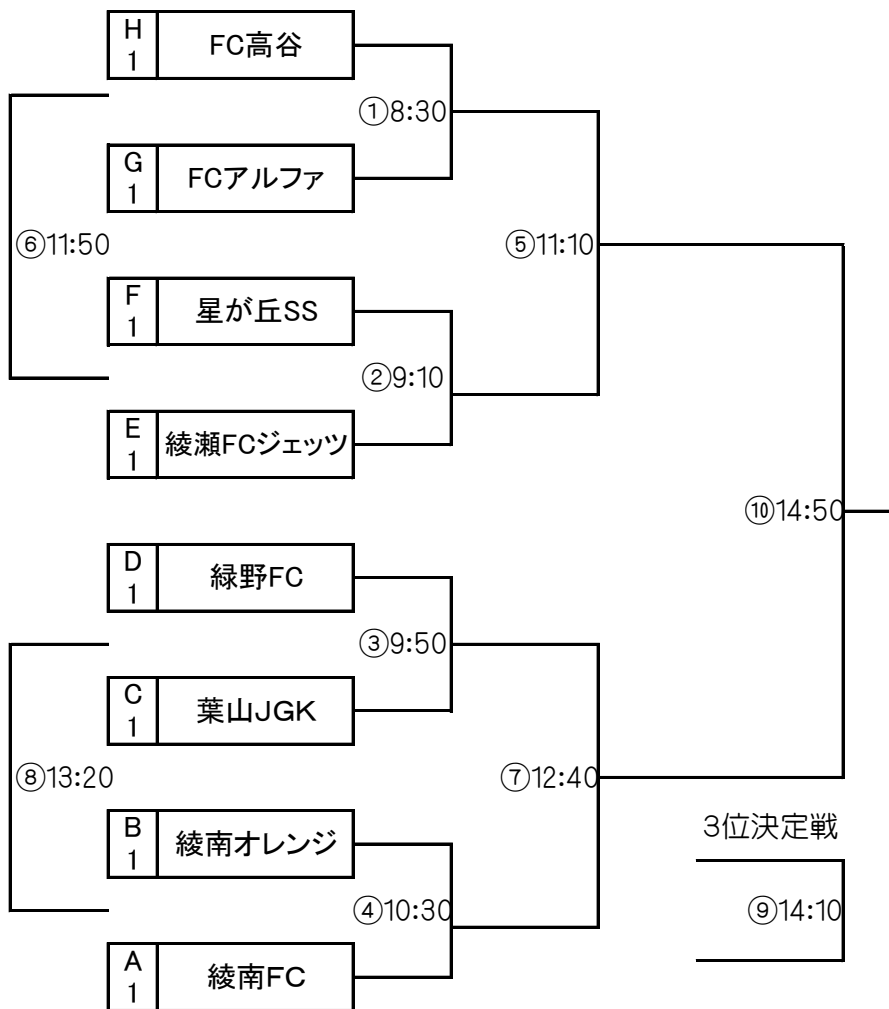 H
1
FC高谷
①8:30
G
1
FCアルファ
⑥11:50
⑤11:10
F
1
星が丘SS
②9:10
E
1
綾瀬FCジェッツ
⑩14:50
D
1
緑野FC
③9:50
C
1
葉山JGK
⑧13:20
⑦12:40
B
1
綾南オレンジ
3位決定戦
④10:30
⑨14:10
A
1
綾南FC